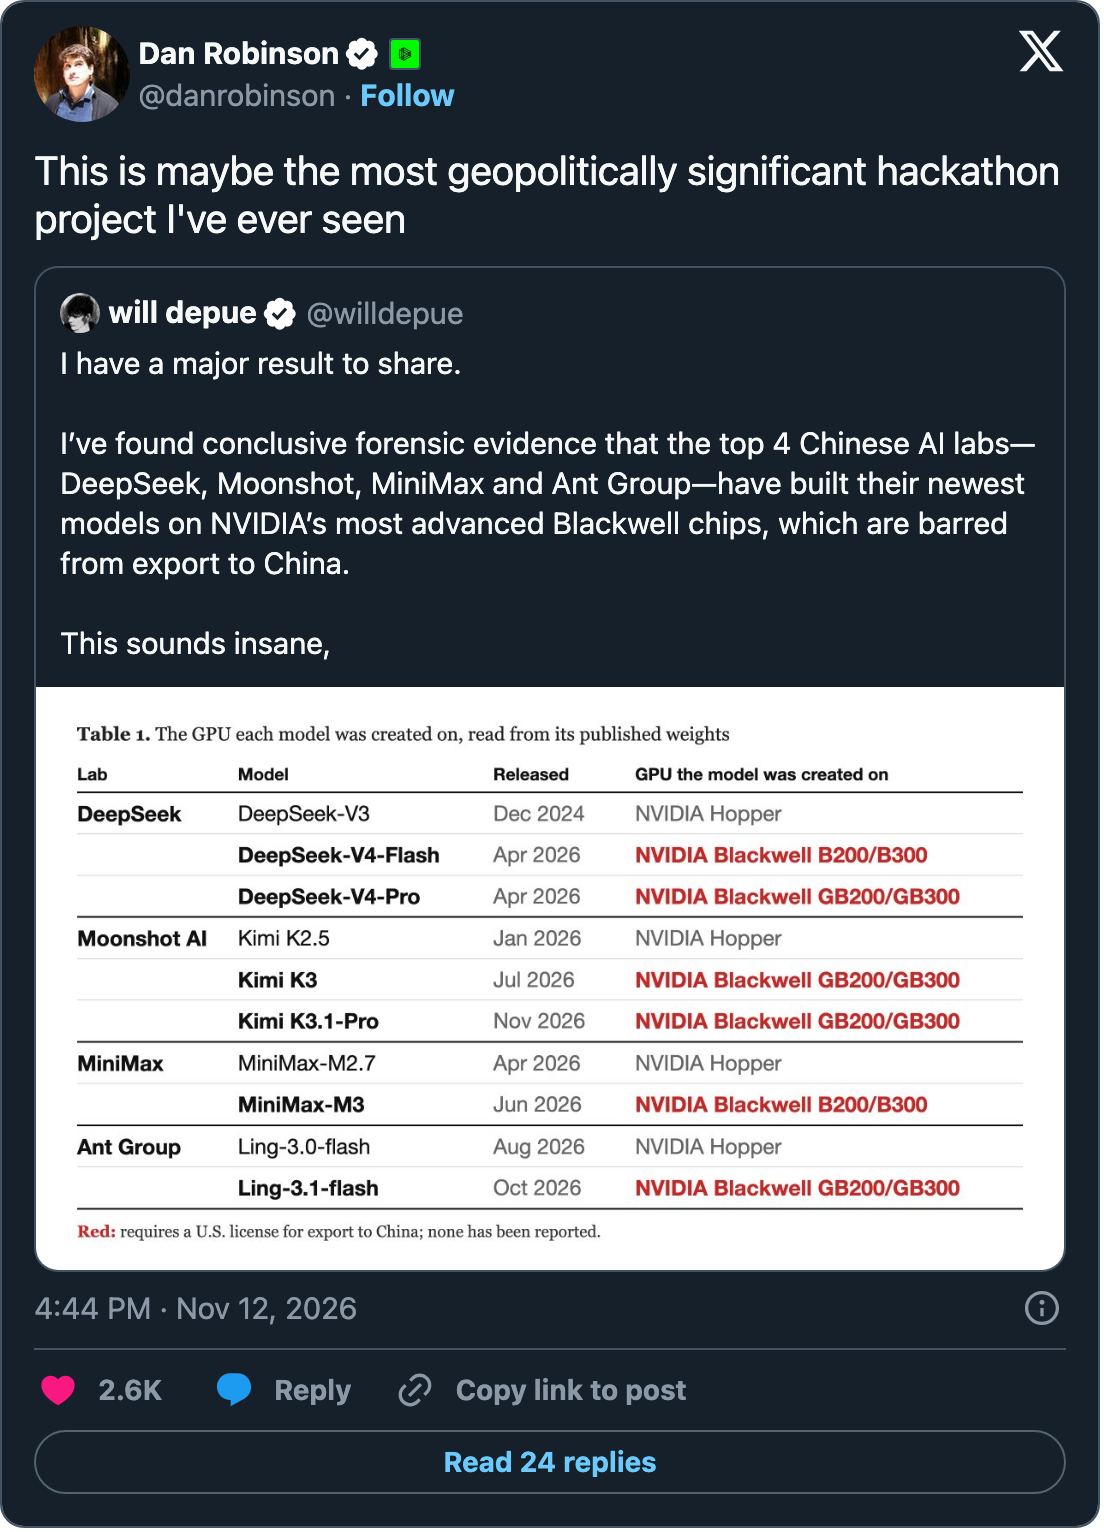 Dan Robinson
@danrobinson · Follow
This is maybe the most geopolitically significant hackathon
project I've ever seen
will depue @willdepue
I have a major result to share.
I’ve found conclusive forensic evidence that the top 4 Chinese AI labs—
DeepSeek, Moonshot, MiniMax and Ant Group—have built their newest
models on NVIDIA’s most advanced Blackwell chips, which are barred
from export to China.
This sounds insane,
Table 1. The GPU each model was created on, read from its published weights
Lab Model Released GPU the model was created on
DeepSeek DeepSeek-V3 Dec 2024 NVIDIA Hopper
DeepSeek-V4-Flash Apr 2026 NVIDIA Blackwell B200/B300
DeepSeek-V4-Pro Apr 2026 NVIDIA Blackwell GB200/GB300
Moonshot AI Kimi K2.5 Jan 2026 NVIDIA Hopper
Kimi K3 Jul 2026 NVIDIA Blackwell GB200/GB300
Kimi K3.1-Pro Nov 2026 NVIDIA Blackwell GB200/GB300
MiniMax MiniMax-M2.7 Apr 2026 NVIDIA Hopper
MiniMax-M3 Jun 2026 NVIDIA Blackwell B200/B300
Ant Group Ling-3.0-flash Aug 2026 NVIDIA Hopper
Ling-3.1-flash Oct 2026 NVIDIA Blackwell GB200/GB300
Red: requires a U.S. license for export to China; none has been reported.
4:44 PM · Nov 12, 2026
2.6K Reply Copy link to post
Read 24 replies